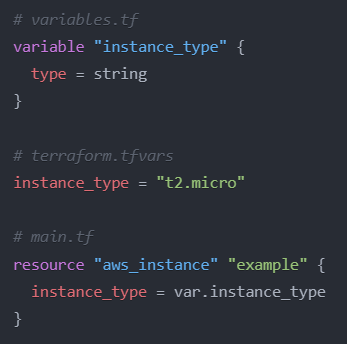 # variables.tf
variable "instance_type" {
  type = string
}
# terraform.tfvars
instance_type = "t2.micro"
# main.tf
resource "aws_instance" "example" {
  instance_type = var.instance_type
}